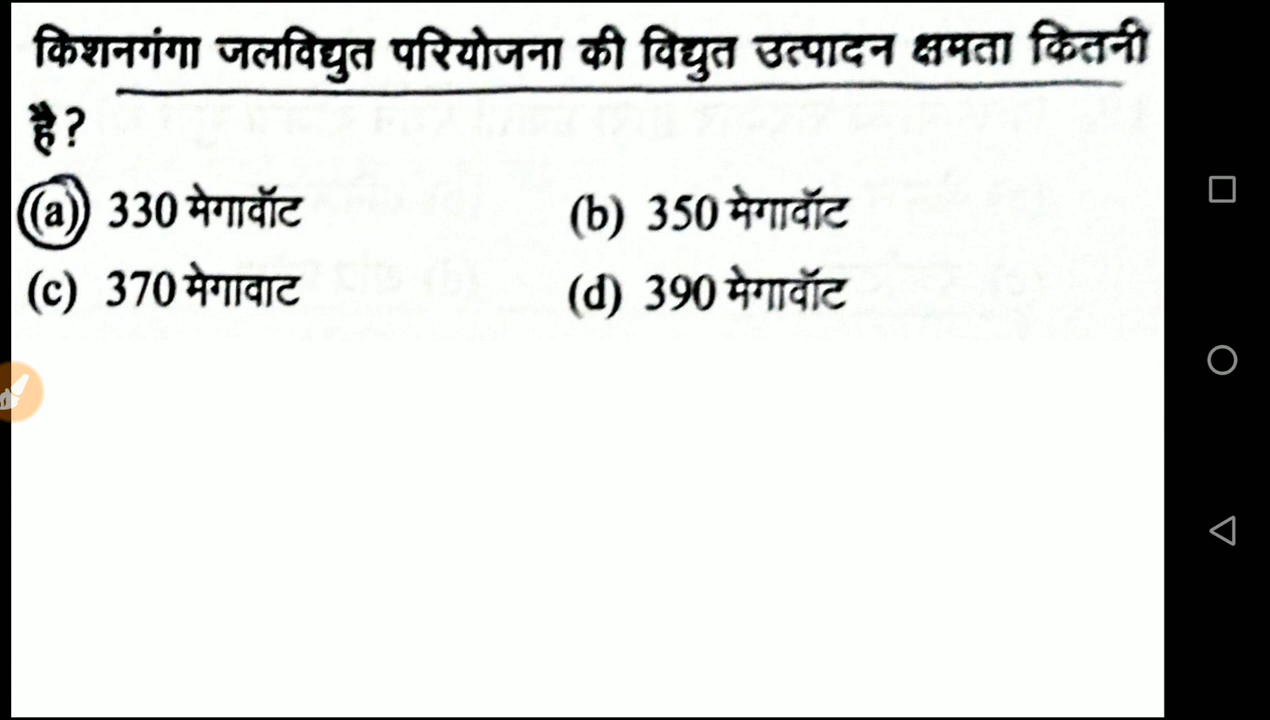 किशनगंगा जलविद्युत परियोजना की विद्युत उत्पादन क्षमता कितनी
है?
(a) 330 मेगावॉट (b) 350 मेगावॉट
(c) 370 मेगावाट (d) 390 मेगावॉट